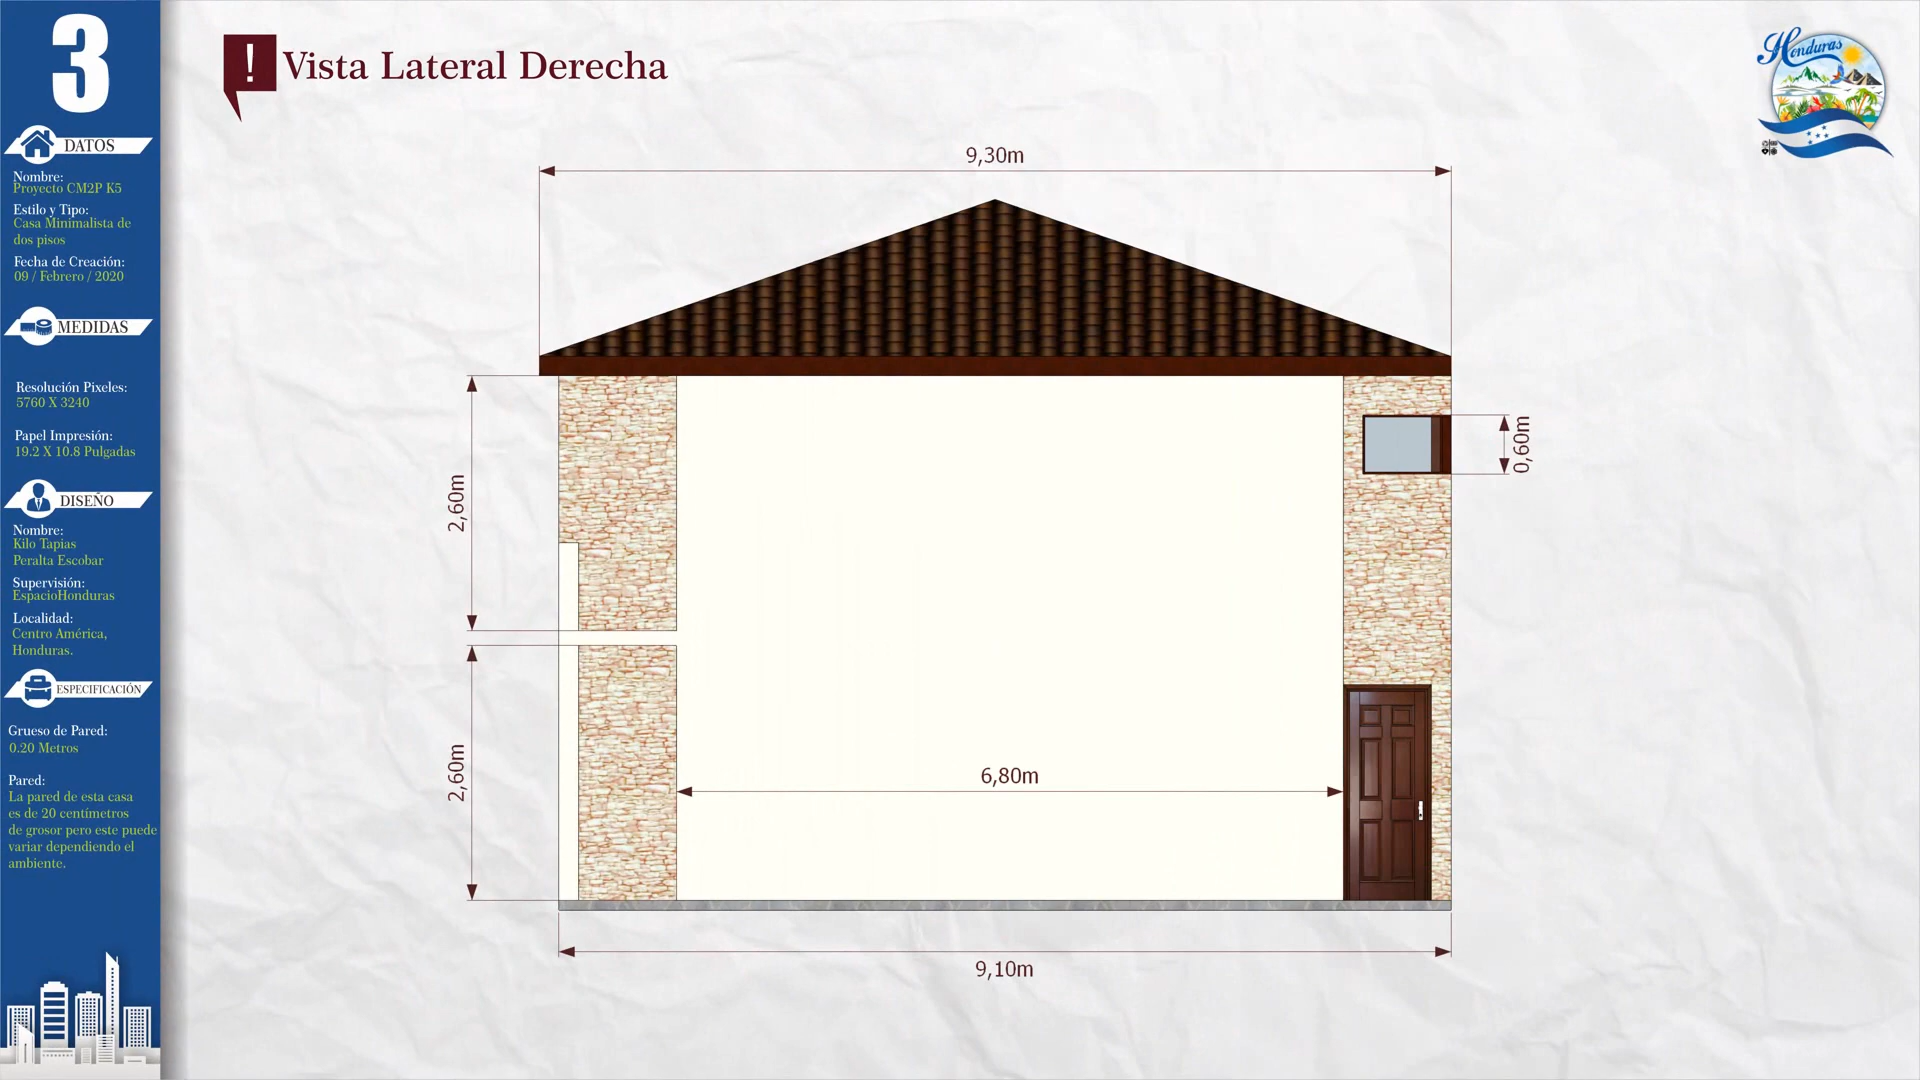 3
DATOS
Nombre:
Proyecto CM2P K5
Estilo y Tipo:
Casa Minimalista de
dos pisos
Fecha de Creación:
09 / Febrero / 2020
MEDIDAS
Resolución Pixeles:
5760 X 3240
Papel Impresión:
19.2 X 10.8 Pulgadas
DISEÑO
Nombre:
Kilo Tapias
Peralta Escobar
Supervisión:
EspacioHonduras
Localidad:
Centro América,
Honduras.
ESPECIFICACIÓN
Grueso de Pared:
0.20 Metros
Pared:
La pared de esta casa
es de 20 centímetros
de grosor pero este puede
variar dependiendo el
ambiente.
! Vista Lateral Derecha
Honduras
9,30m
2,60m
0,60m
2,60m
6,80m
9,10m